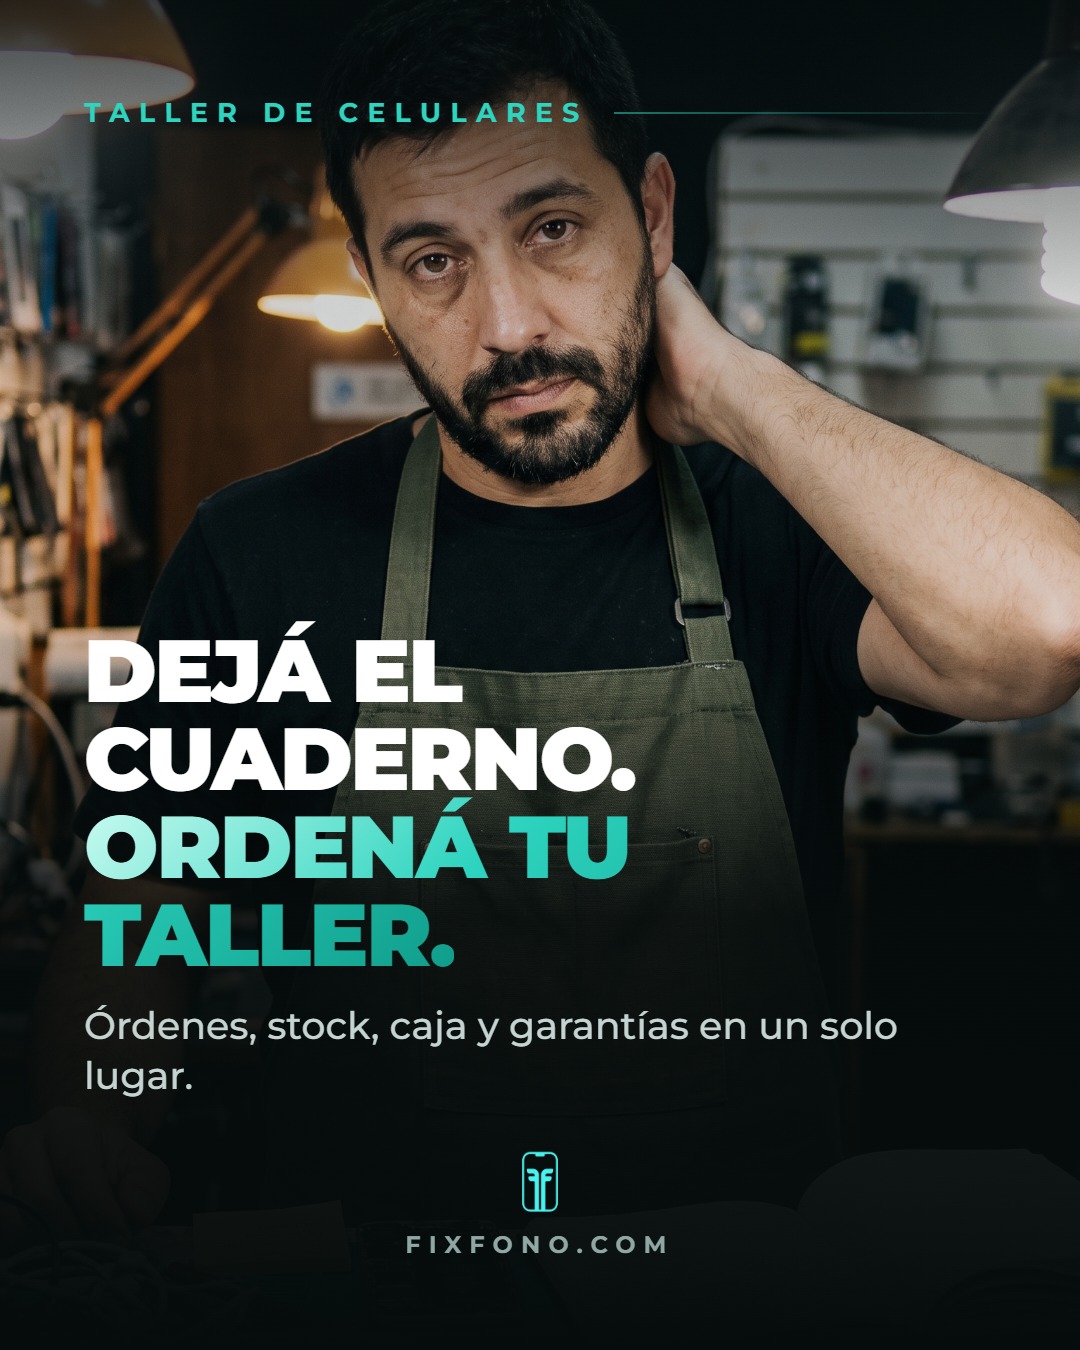 TALLER DE CELULARES
DEJÁ EL
CUADERNO.
ORDENÁ TU
TALLER.
Órdenes, stock, caja y garantías en un solo
lugar.
FIXFONO.COM